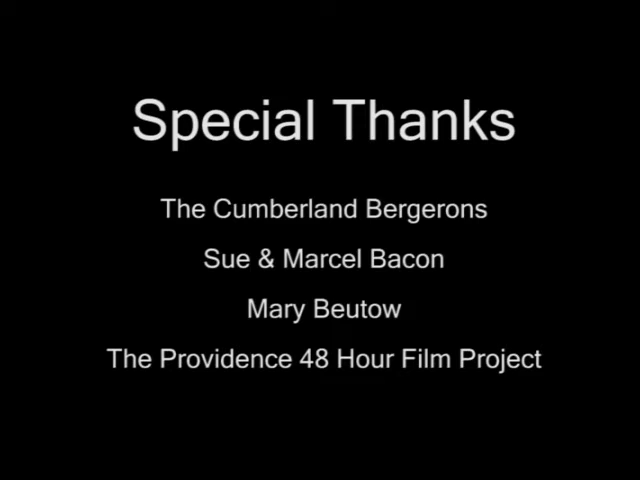 Special Thanks
The Cumberland Bergerons
Sue & Marcel Bacon
Mary Beutow
The Providence 48 Hour Film Project